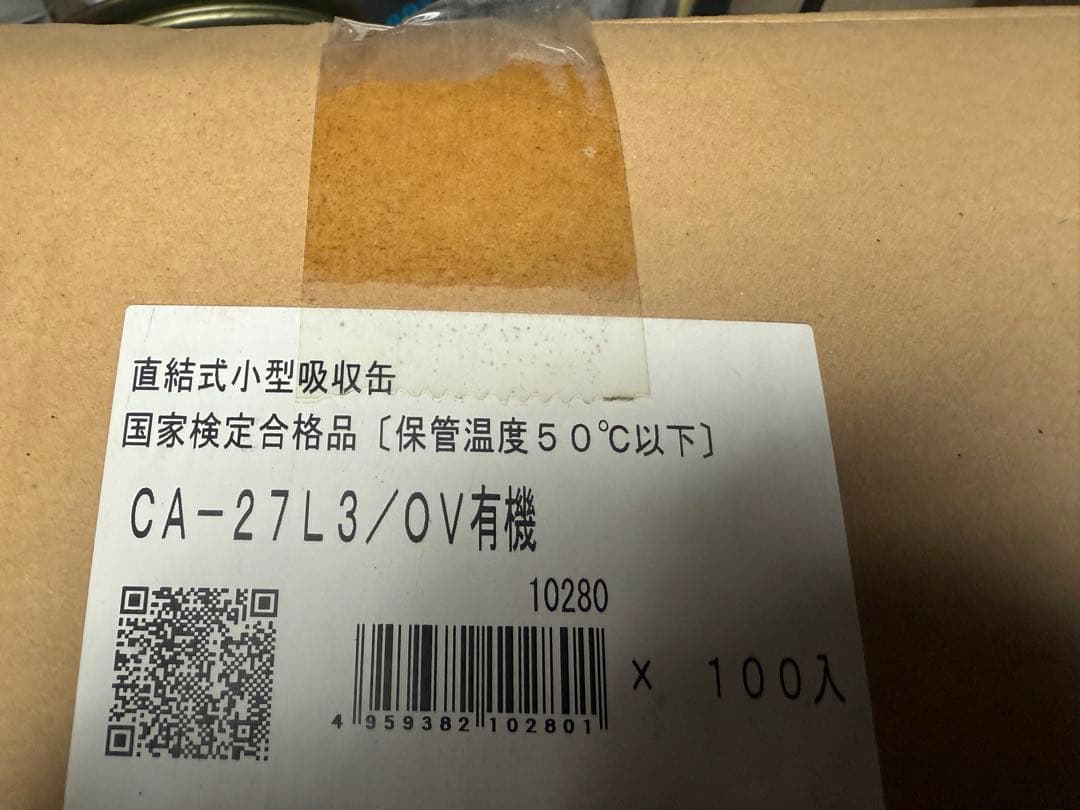 直結式小型吸収缶
国家検定合格品〔保管温度50℃以下〕
CA-27L3/OV有機
10280
× 100入
4 959382 102801